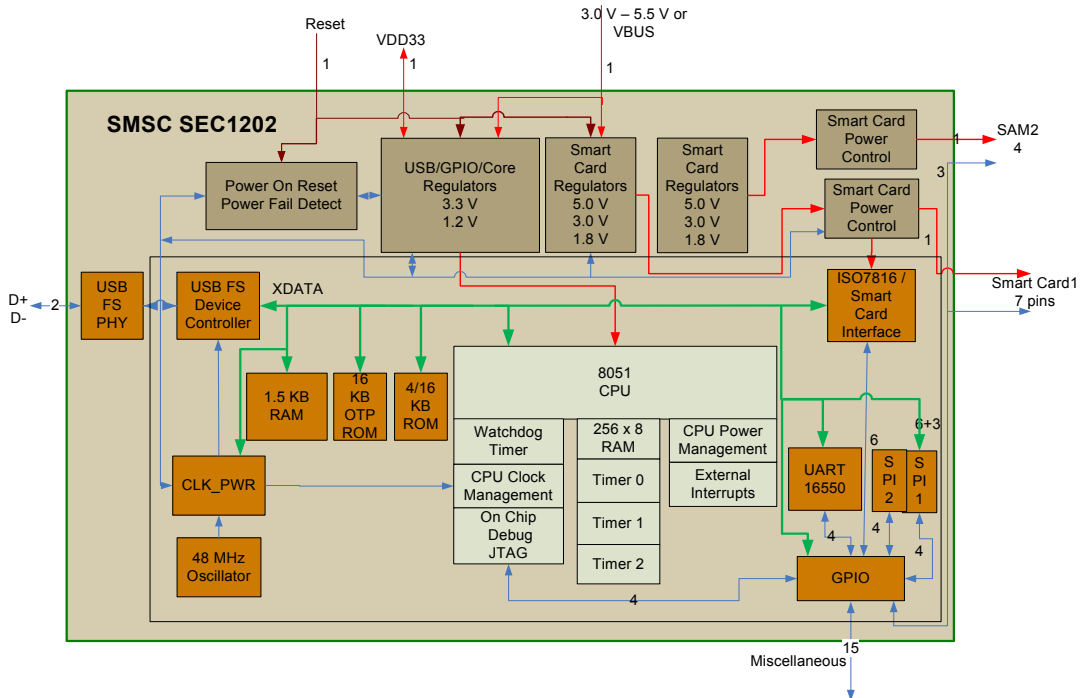 Reset
3.0 V – 5.5 V or
VBUS
VDD33
1
1
1
SMSC SEC1202
Smart Card
Power
Control
1
SAM2
4
3
USB/GPIO/Core
Regulators
3.3 V
1.2 V
Smart
Card
Regulators
5.0 V
3.0 V
1.8 V
Smart
Card
Regulators
5.0 V
3.0 V
1.8 V
Power On Reset
Power Fail Detect
Smart Card
Power
Control
1
Smart Card1
7 pins
D+
D-
2
USB
FS
PHY
USB FS
Device
Controller
XDATA
ISO7816 /
Smart
Card
Interface
1.5 KB
RAM
16
KB
OTP
ROM
4/16
KB
ROM
8051
CPU
Watchdog
Timer
256 x 8
RAM
CPU Power
Management
CPU Clock
Management
Timer 0
External
Interrupts
On Chip
Debug
JTAG
Timer 1
Timer 2
CLK_PWR
48 MHz
Oscillator
UART
16550
6
6+3
S
PI
2
S
PI
1
4
4
4
4
GPIO
15
Miscellaneous